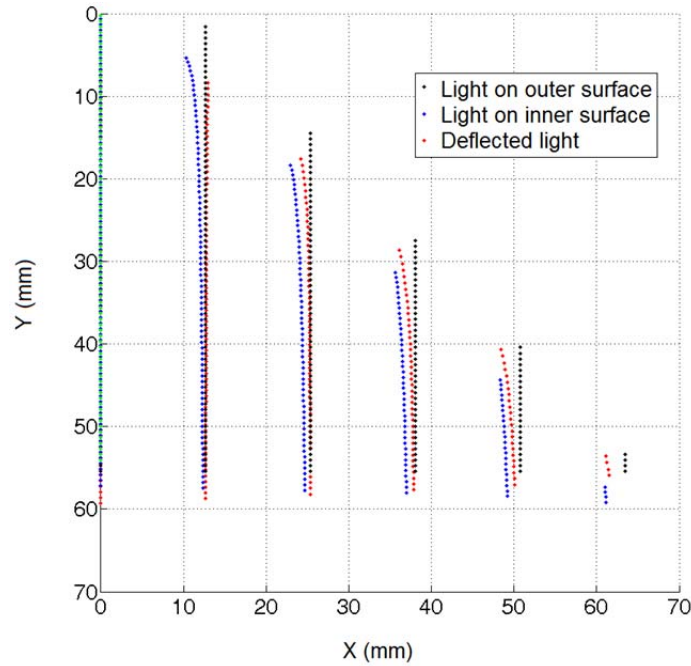 0
10
20
30
40
50
60
70
Y (mm)
Light on outer surface
Light on inner surface
Deflected light
0 10 20 30 40 50 60 70
X (mm)